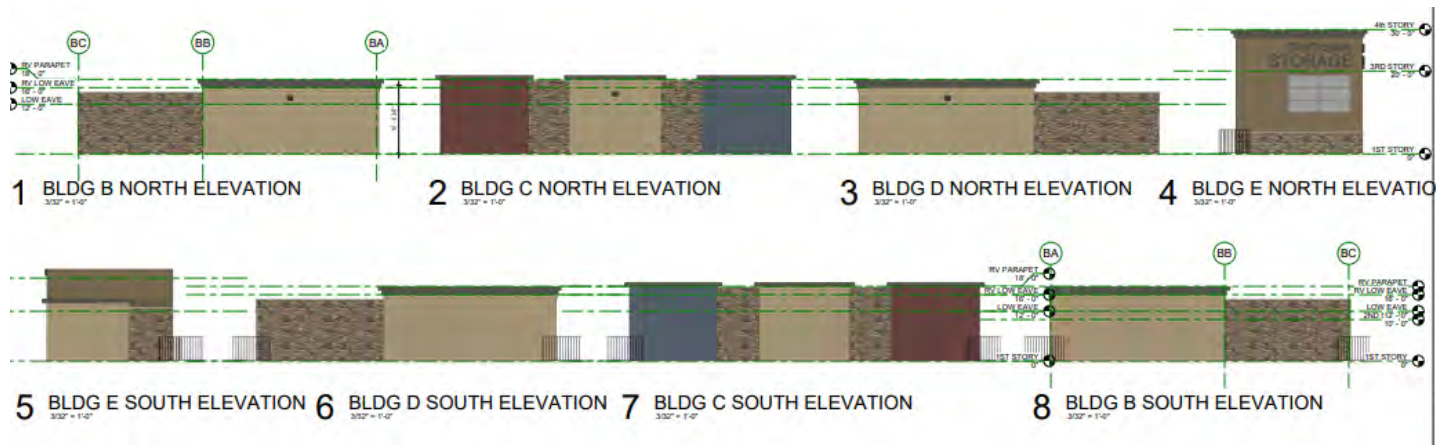 BC
BB
BA
RV PARAPET
18' - 0"
RV LOW EAVE
16' - 0"
LOW EAVE
12' - 0"
4th STORY
30' - 0"
3RD STORY
20' - 0"
STORAGE
1ST STORY
0"
1 BLDG B NORTH ELEVATION
3/32" = 1'-0"
2 BLDG C NORTH ELEVATION
3/32" = 1'-0"
3 BLDG D NORTH ELEVATION
3/32" = 1'-0"
4 BLDG E NORTH ELEVATIO
3/32" = 1'-0"
BA
BB
BC
RV PARAPET
18' - 0"
RV LOW EAVE
16' - 0"
LOW EAVE
12' - 0"
1ST STORY
0"
RV PARAPET
RV LOW EAVE
16' - 0"
LOW EAVE
2ND 112' - 0"
10' - 0"
1ST STORY
0"
5 BLDG E SOUTH ELEVATION
3/32" = 1'-0"
6 BLDG D SOUTH ELEVATION
3/32" = 1'-0"
7 BLDG C SOUTH ELEVATION
3/32" = 1'-0"
8 BLDG B SOUTH ELEVATION
3/32" = 1'-0"